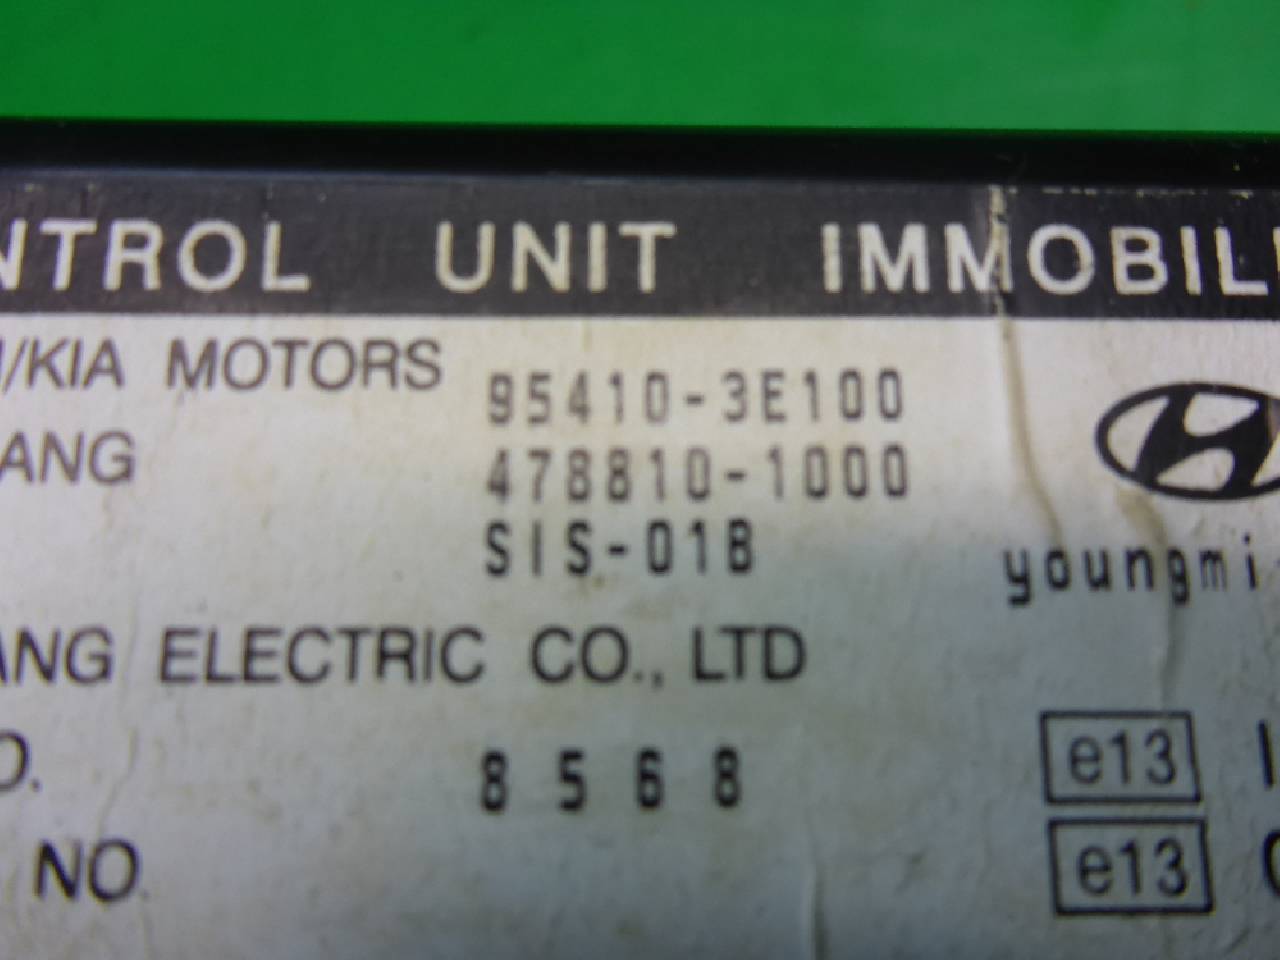 NTROL UNIT IMMOBILI
/KIA MOTORS 95410-3E100
ANG 478810-1000
SIS-01B
youngmi
ANG ELECTRIC CO., LTD
O. 8568
e13 I
NO.
e13